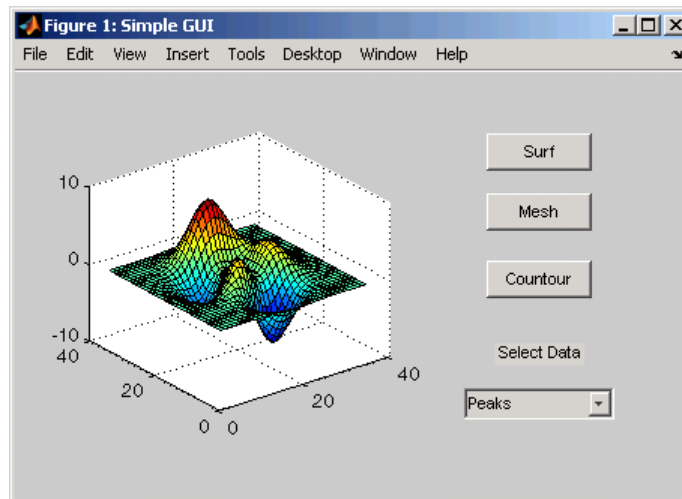 Figure 1: Simple GUI
File Edit View Insert Tools Desktop Window Help
Surf
Mesh
Countour
Select Data
Peaks
10
0
-10
40
20
0
0
20
40